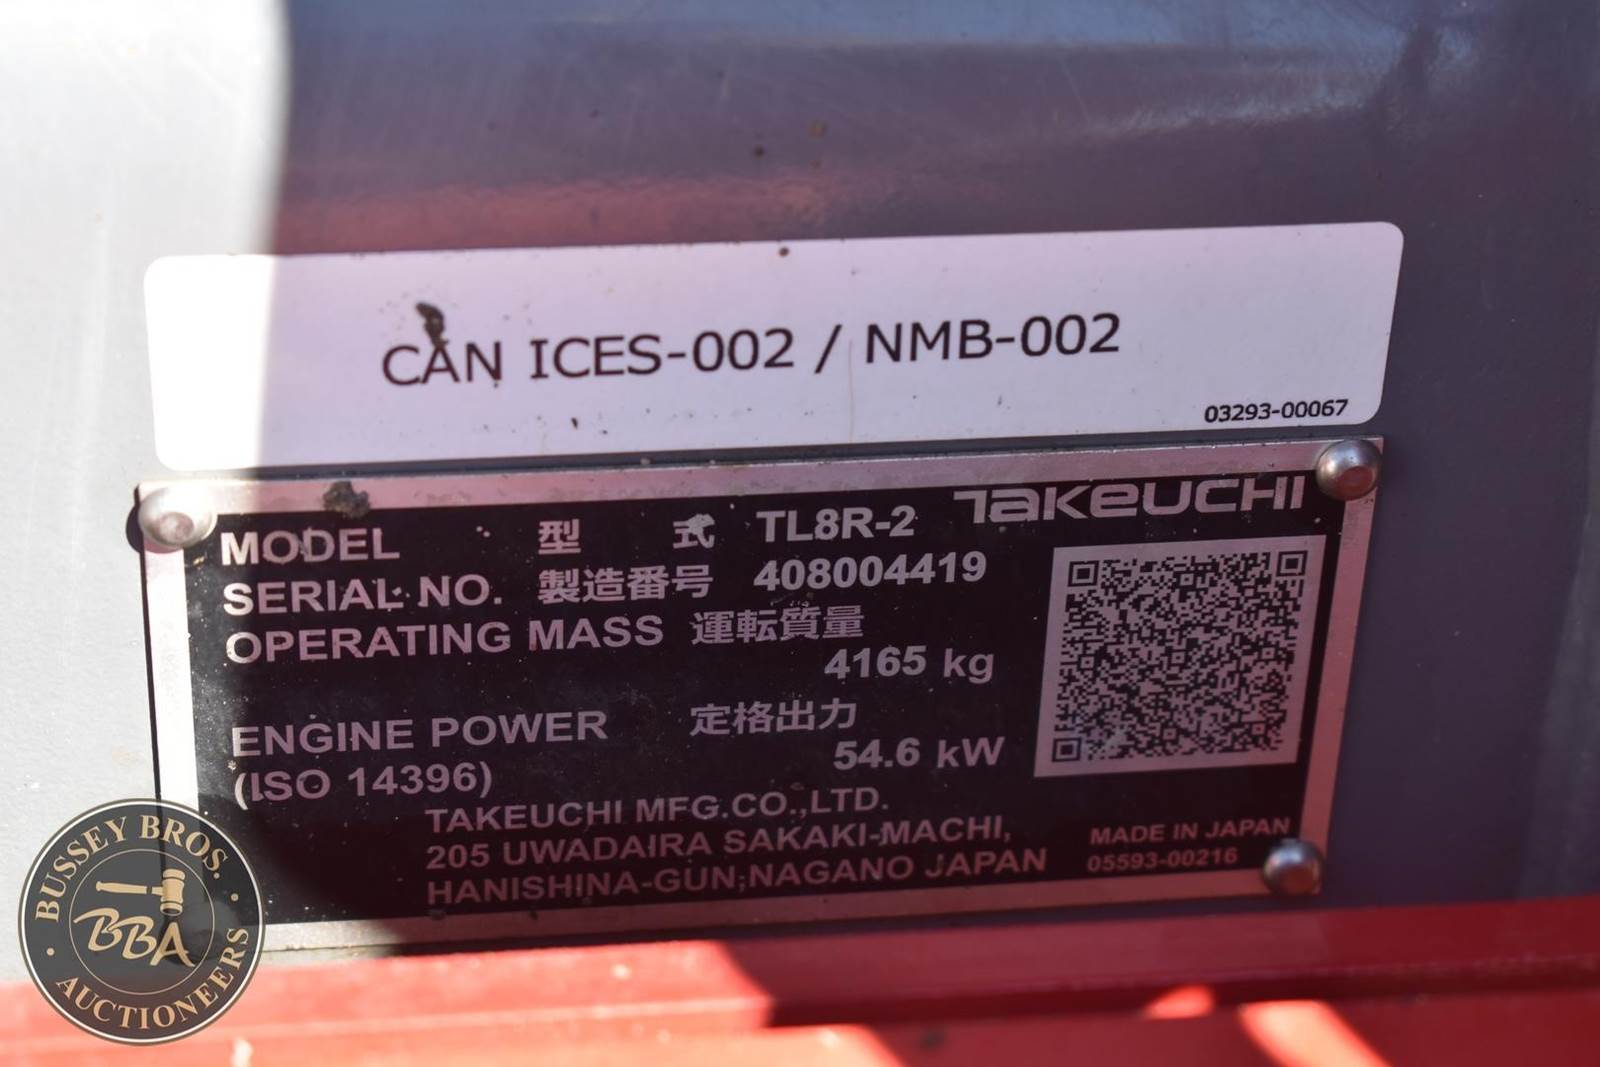 CAN ICES-002 / NMB-002
03293-00067
TAKEUCHI
MODEL 型 式 TL8R-2
SERIAL NO. 製造番号 408004419
OPERATING MASS 運転質量
4165 kg
ENGINE POWER 定格出力
(ISO 14396) 54.6 kW
TAKEUCHI MFG.CO.,LTD.
205 UWADAIRA SAKAKI-MACHI,
HANISHINA-GUN,NAGANO JAPAN
MADE IN JAPAN
05593-00216
BUSSEY BROS.
BBA
AUCTIONEERS